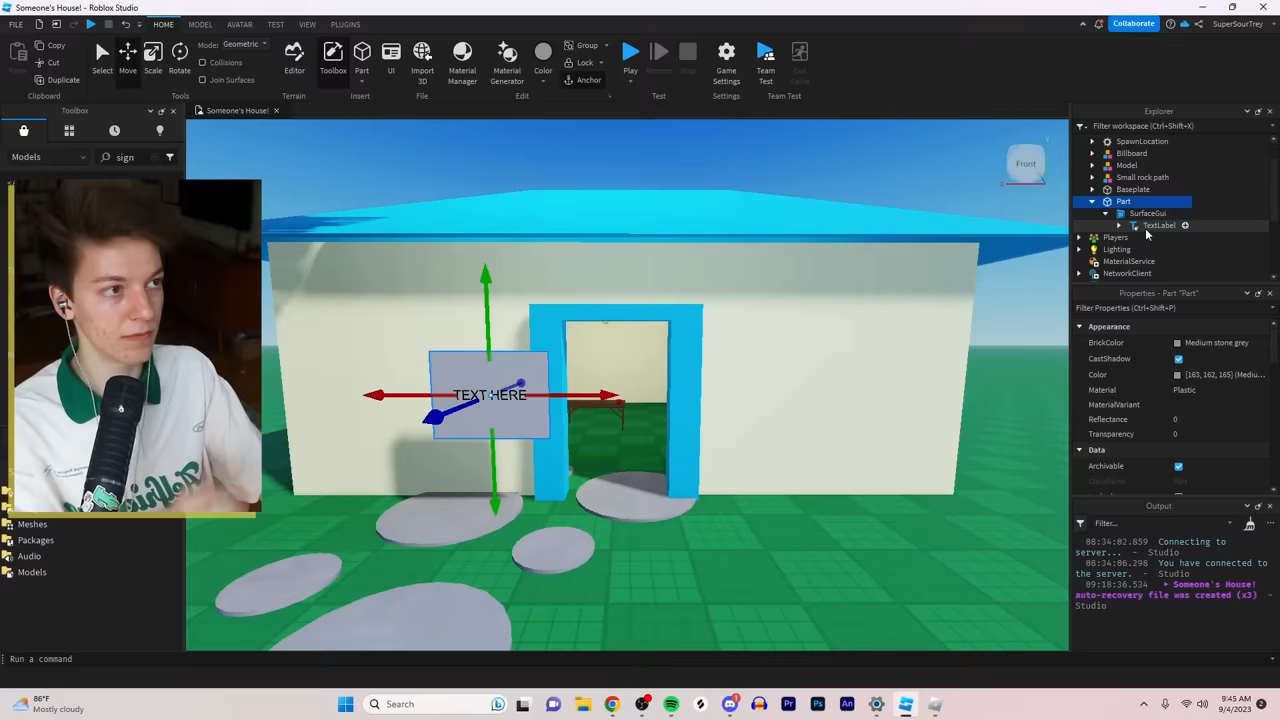 Someone's House! - Roblox Studio
FILE HOME MODEL AVATAR TEST VIEW PLUGINS
Collaborate SuperSourTrey
Copy Cut Duplicate
Clipboard
Select Move Scale Rotate
Mode: Geometric
Collisions
Join Surfaces
Tools
Editor
Terrain
Toolbox Part UI
Insert
Import 3D
File
Material Manager Material Generator Color
Group
Lock
Anchor
Edit
Play Stop
Test
Game Settings
Settings
Team Test
Team Test
Toolbox
Models sign
Meshes
Packages
Audio
Models
Someone's House!
TEXT HERE
Front
X
Explorer
Filter workspace (Ctrl+Shift+X)
SpawnLocation
Billboard
Model
Small rock path
Baseplate
Part
SurfaceGui
TextLabel
Players
Lighting
MaterialService
NetworkClient
Properties - Part "Part"
Filter Properties (Ctrl+Shift+P)
Appearance
BrickColor Medium stone grey
CastShadow
Color [163, 162, 165] (Mediu...
Material Plastic
MaterialVariant
Reflectance 0
Transparency 0
Data
Archivable
Output
Filter...
08:34:02.859 Connecting to
server... - Studio
08:34:06.298 You have connected to
the server. - Studio
09:18:36.534 Someone's House!
auto-recovery file was created (x3) -
Studio
Run a command
86°F
Mostly cloudy
Search
9:45 AM
9/4/2023